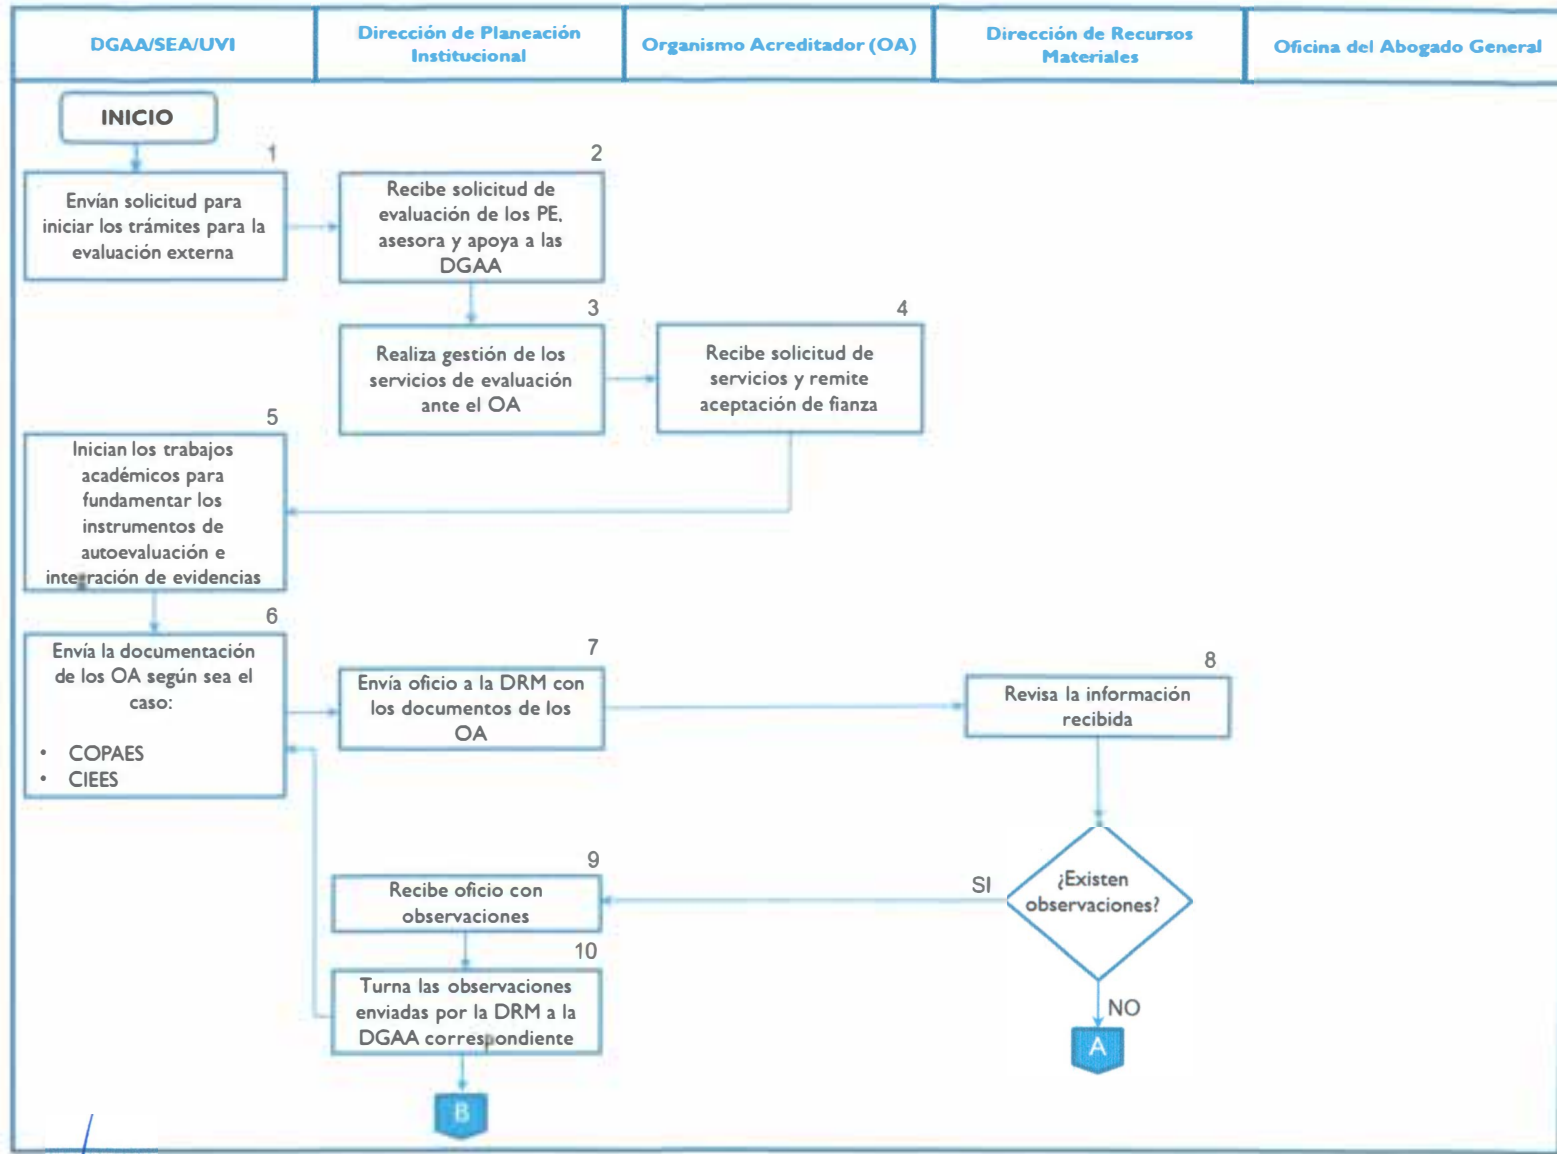 DGAA/SEA/UVI
Dirección de Planeación
Institucional
Organismo Acreditador (OA)
Dirección de Recursos
Materiales
Oficina del Abogado General
INICIO
1
Envían solicitud para
iniciar los trámites para la
evaluación externa
2
Recibe solicitud de
evaluación de los PE,
asesora y apoya a las
DGAA
3
Realiza gestión de los
servicios de evaluación
ante el OA
4
Recibe solicitud de
servicios y remite
aceptación de fianza
5
Inician los trabajos
académicos para
fundamentar los
instrumentos de
autoevaluación e
integración de evidencias
6
Envía la documentación
de los OA según sea el
caso:
• COPAES
• CIEES
7
Envía oficio a la DRM con
los documentos de los
OA
8
Revisa la información
recibida
¿Existen
observaciones?
SI
NO
A
9
Recibe oficio con
observaciones
10
Turna las observaciones
enviadas por la DRM a la
DGAA correspondiente
B